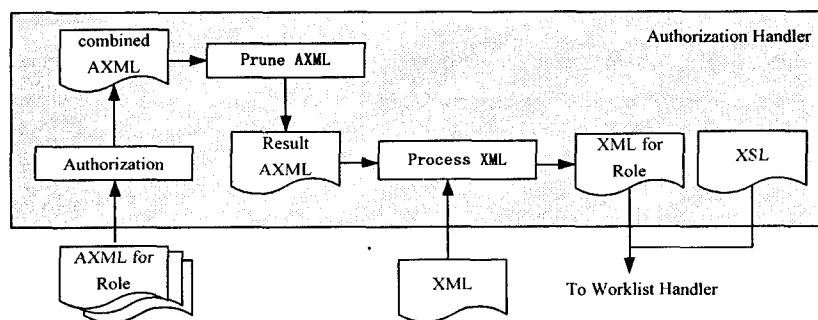 combined
AXML
Prune AXML
Authorization Handler
Authorization
Result
AXML
Process XML
XML for
Role
XSL
AXML for
Role
XML
To Worklist Handler